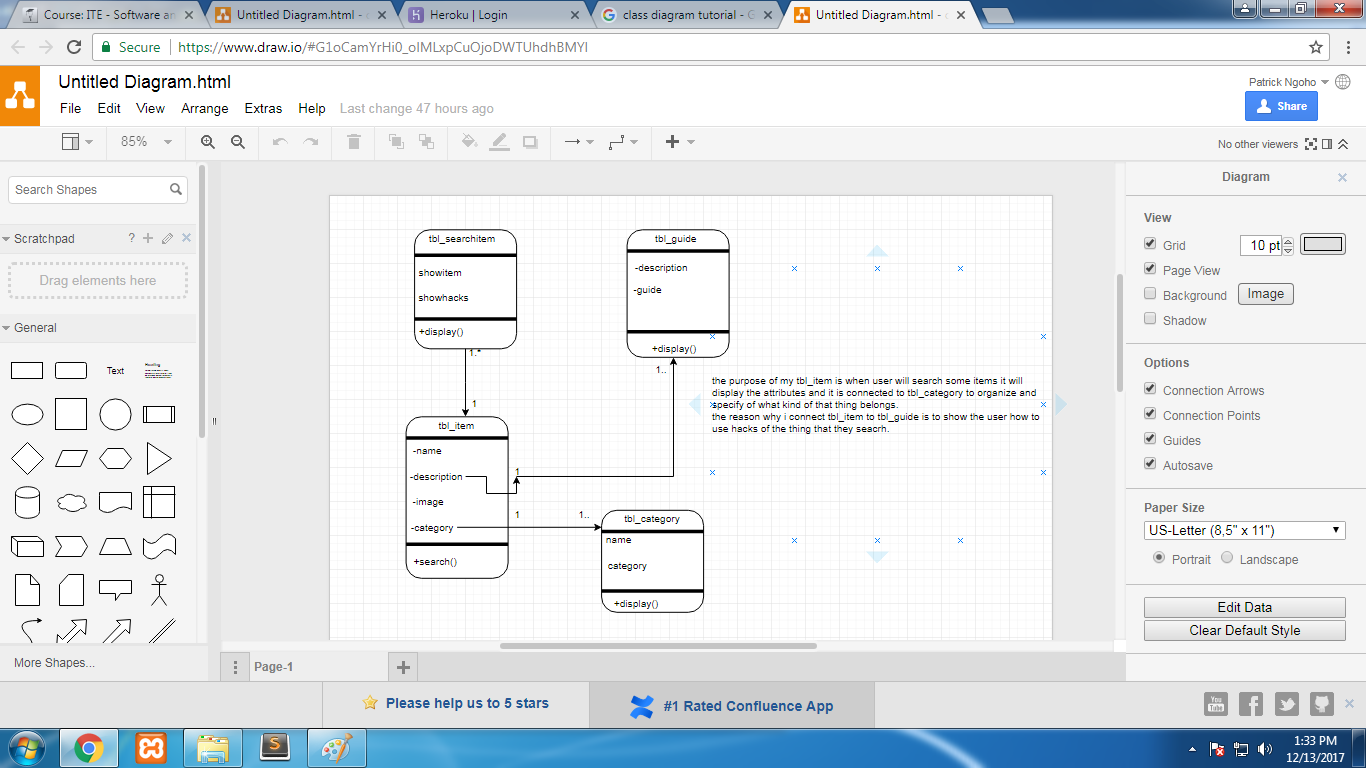 Course: ITE - Software an
Untitled Diagram.html - d
Heroku | Login
class diagram tutorial - G
Untitled Diagram.html - d
Secure
https://www.draw.io/#G1oCamYrHi0_oIMLxpCuOjoDWTUhdhBMYI
Untitled Diagram.html
Patrick Ngoho
File Edit View Arrange Extras Help Last change 47 hours ago
Share
85%
No other viewers
Search Shapes
Scratchpad
?
Drag elements here
General
Text
Heading
More Shapes...
tbl_searchitem
showitem
showhacks
+display()
1.*
1
tbl_guide
-description
-guide
+display()
1..
the purpose of my tbl_item is when user will search some items it will
display the attributes and it is connected to tbl_category to organize and
specify of what kind of that thing belongs.
the reason why i connect tbl_item to tbl_guide is to show the user how to
use hacks of the thing that they seacrh.
tbl_item
-name
-description
-image
-category
+search()
1
1
1..
tbl_category
name
category
+display()
Diagram
View
Grid
10 pt
Page View
Background
Image
Shadow
Options
Connection Arrows
Connection Points
Guides
Autosave
Paper Size
US-Letter (8,5" x 11")
Portrait
Landscape
Edit Data
Clear Default Style
Page-1
Please help us to 5 stars
#1 Rated Confluence App
You
Tube
1:33 PM
12/13/2017